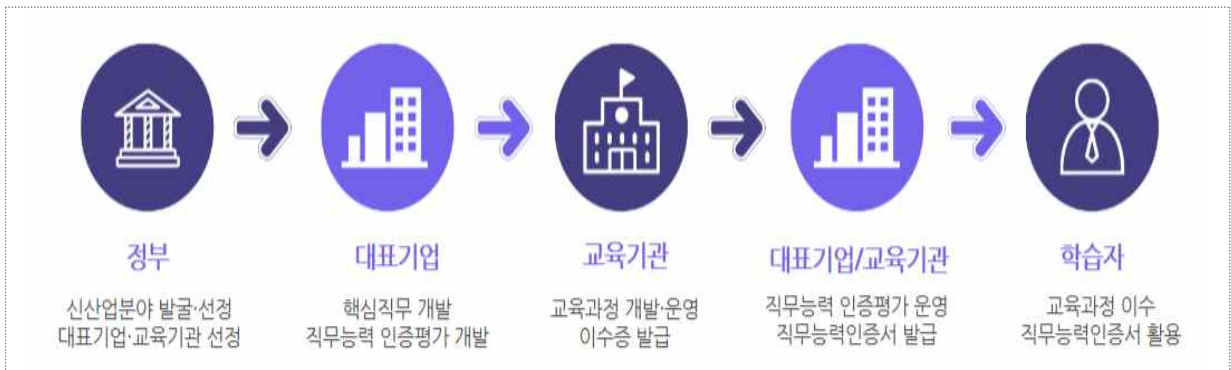 정부
신산업분야 발굴·선정
대표기업·교육기관 선정
대표기업
핵심직무 개발
직무능력 인증평가 개발
교육기관
교육과정 개발·운영
이수증 발급
대표기업/교육기관
직무능력 인증평가 운영
직무능력인증서 발급
학습자
교육과정 이수
직무능력인증서 활용